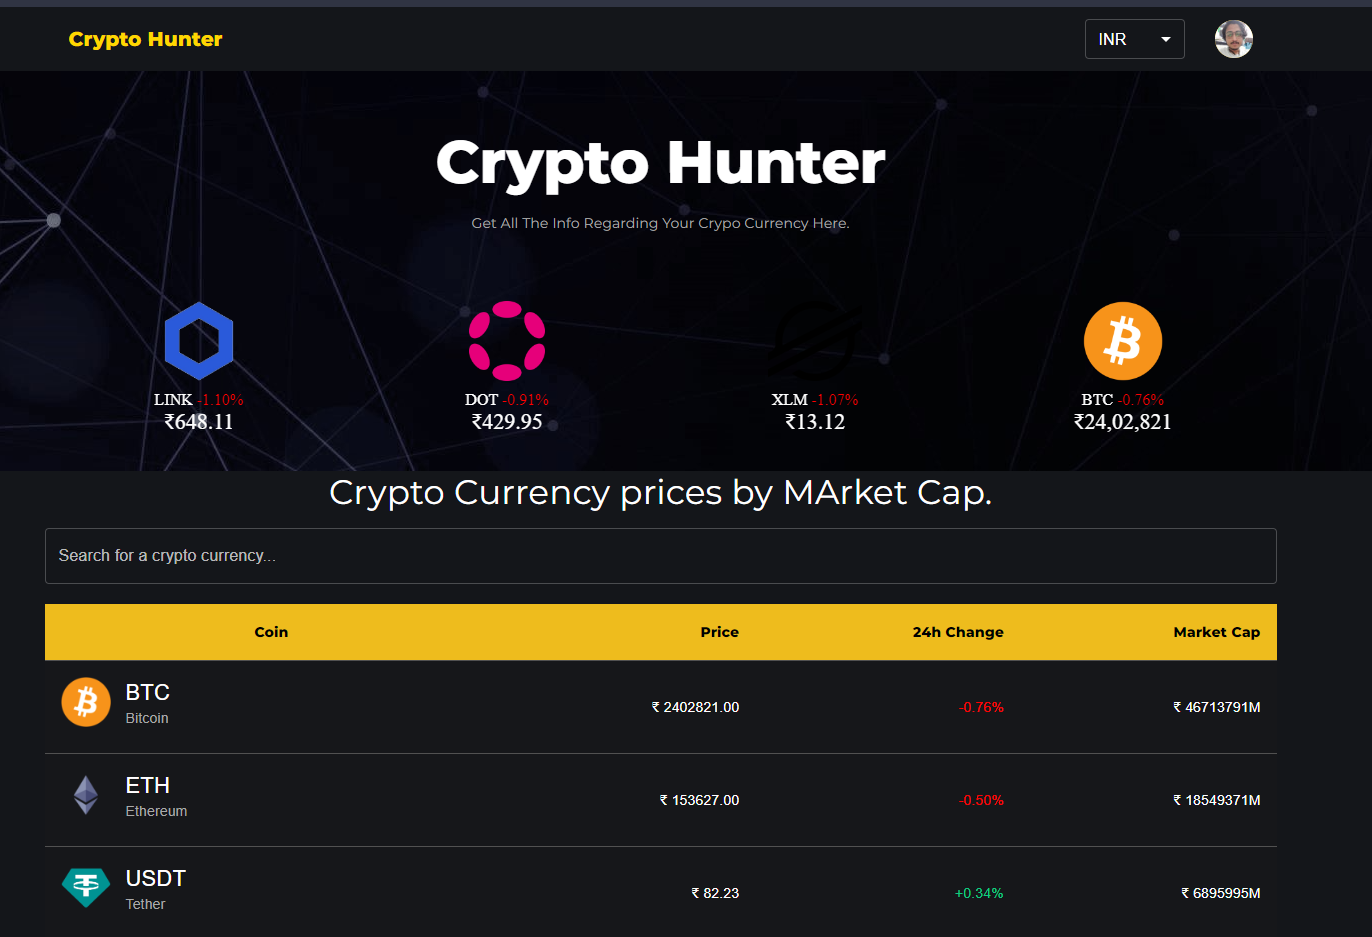 Crypto Hunter
INR
Crypto Hunter
Get All The Info Regarding Your Crypo Currency Here.
LINK -1.10%
₹648.11
DOT -0.91%
₹429.95
XLM -1.07%
₹13.12
BTC -0.76%
₹24,02,821
Crypto Currency prices by MArket Cap.
Search for a crypto currency...
Coin Price 24h Change Market Cap
BTC
Bitcoin
₹ 2402821.00 -0.76% ₹ 46713791M
ETH
Ethereum
₹ 153627.00 -0.50% ₹ 18549371M
USDT
Tether
₹ 82.23 +0.34% ₹ 6895995M